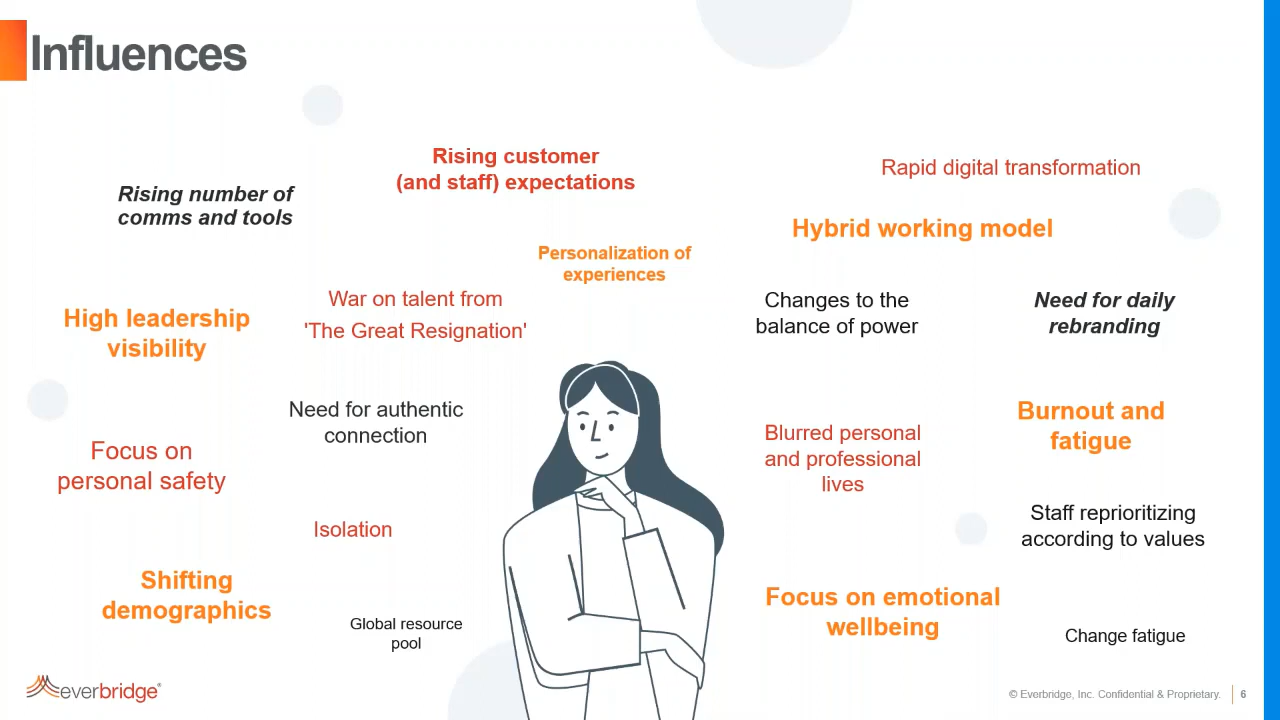 Influences
Rising customer
(and staff) expectations
Rapid digital transformation
Rising number of
comms and tools
Hybrid working model
Personalization of
experiences
War on talent from
'The Great Resignation'
Changes to the
balance of power
Need for daily
rebranding
High leadership
visibility
Need for authentic
connection
Burnout and
fatigue
Focus on
personal safety
Blurred personal
and professional
lives
Isolation
Staff reprioritizing
according to values
Shifting
demographics
Focus on emotional
wellbeing
Global resource
pool
Change fatigue
everbridge®
© Everbridge, Inc. Confidential & Proprietary.
6